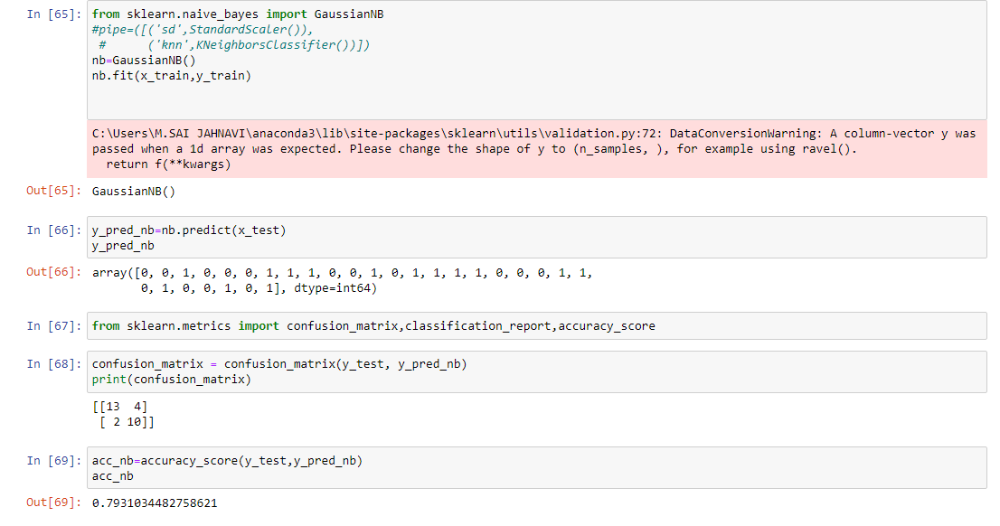 In [65]: from sklearn.naive_bayes import GaussianNB
#pipe=([('sd',StandardScaler()),
#      ('knn',KNeighborsClassifier())])
nb=GaussianNB()
nb.fit(x_train,y_train)
C:\Users\M.SAI JAHNAVI\anaconda3\lib\site-packages\sklearn\utils\validation.py:72: DataConversionWarning: A column-vector y was
passed when a 1d array was expected. Please change the shape of y to (n_samples, ), for example using ravel().
return f(**kwargs)
Out[65]: GaussianNB()
In [66]: y_pred_nb=nb.predict(x_test)
y_pred_nb
Out[66]: array([0, 0, 1, 0, 0, 0, 1, 1, 1, 0, 0, 1, 0, 1, 1, 1, 1, 0, 0, 0, 1, 1,
0, 1, 0, 0, 1, 0, 1], dtype=int64)
In [67]: from sklearn.metrics import confusion_matrix,classification_report,accuracy_score
In [68]: confusion_matrix = confusion_matrix(y_test, y_pred_nb)
print(confusion_matrix)
[[13  4]
[ 2 10]]
In [69]: acc_nb=accuracy_score(y_test,y_pred_nb)
acc_nb
Out[69]: 0.7931034482758621